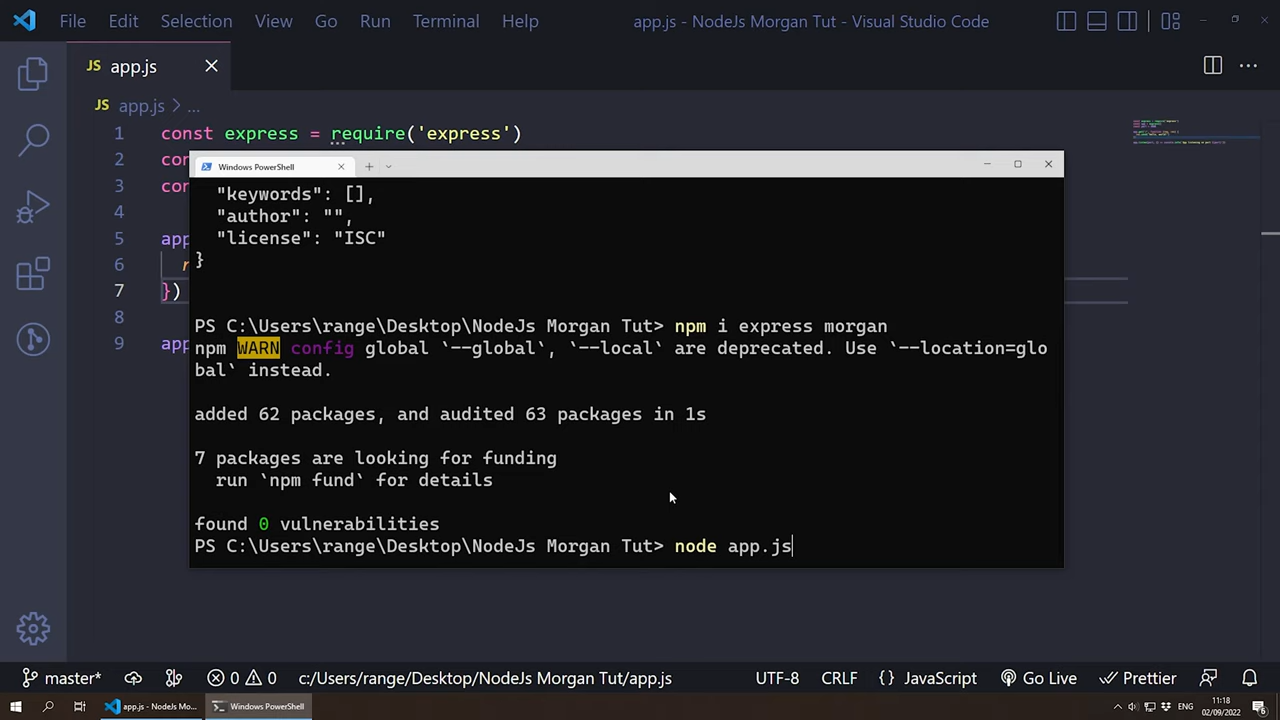 File Edit Selection View Go Run Terminal Help app.js - NodeJs Morgan Tut - Visual Studio Code
JS app.js
JS app.js > ...
1 const express = require('express')
2 co
3 co
4
5 app
6 r
7 })
8
9 app
Windows PowerShell
"keywords": [],
"author": "",
"license": "ISC"
}
PS C:\Users\range\Desktop\NodeJs Morgan Tut> npm i express morgan
npm WARN config global `--global`, `--local` are deprecated. Use `--location=glo
bal` instead.
added 62 packages, and audited 63 packages in 1s
7 packages are looking for funding
run `npm fund` for details
found 0 vulnerabilities
PS C:\Users\range\Desktop\NodeJs Morgan Tut> node app.js
master* 0 0 c:/Users/range/Desktop/NodeJs Morgan Tut/app.js UTF-8 CRLF { } JavaScript Go Live Prettier
app.js - NodeJs Mo... Windows PowerShell ENG 11:18
02/09/2022 6